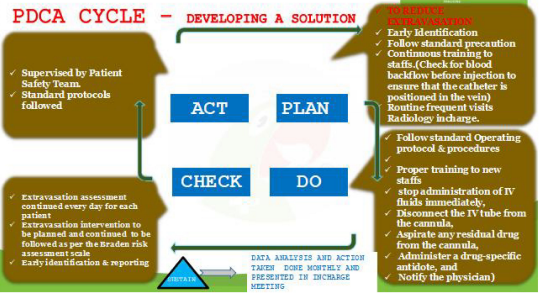 PDCA CYCLE – DEVELOPING A SOLUTION
TO REDUCE
EXTRAVASATION
✓ Early Identification
✓ Follow standard precaution
✓ Continuous training to
staffs.(Check for blood
backflow before injection to
ensure that the catheter is
positioned in the vein)
Routine frequent visits
Radiology incharge.
✓ Supervised by Patient
Safety Team.
✓ Standard protocols
followed
ACT
PLAN
CHECK
DO
✓ Follow standard Operating
protocol & procedures
✓
✓ Proper training to new
staffs
✓ stop administration of IV
fluids immediately,
✓ Disconnect the IV tube from
the cannula,
✓ Aspirate any residual drug
from the cannula,
✓ Administer a drug-specific
antidote, and
✓ Notify the physician)
✓ Extravasation assessment
continued every day for each
patient
✓ Extravasation intervention to
be planned and continued to be
followed as per the Braden risk
assessment scale
✓ Early identification & reporting
SUSTAIN
DATA ANALYSIS AND ACTION
TAKEN DONE MONTHLY AND
PRESENTED IN INCHARGE
MEETING